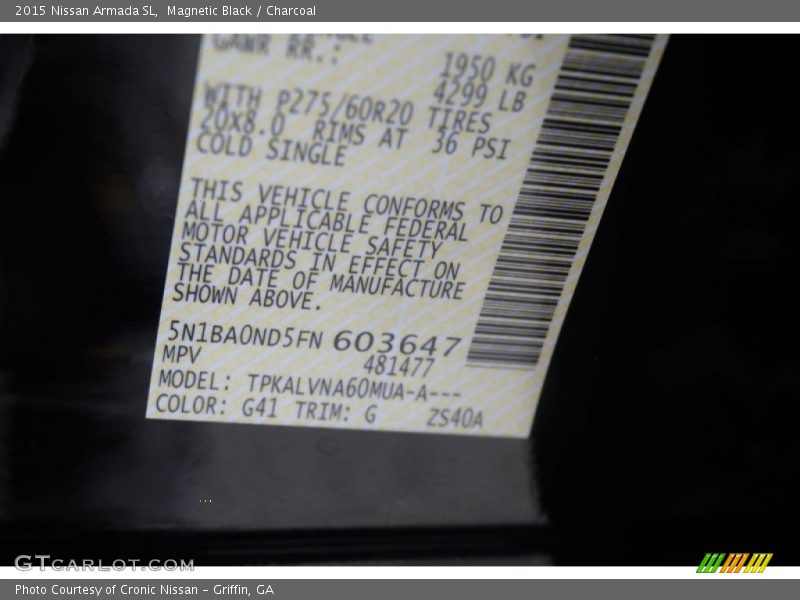 2015 Nissan Armada SL,  Magnetic Black / Charcoal
GAWR RR.:
1950 KG
4299 LB
WITH P275/60R20 TIRES
20X8.0 RIMS AT 36 PSI
COLD SINGLE
THIS VEHICLE CONFORMS TO
ALL APPLICABLE FEDERAL
MOTOR VEHICLE SAFETY
STANDARDS IN EFFECT ON
THE DATE OF MANUFACTURE
SHOWN ABOVE.
5N1BA0ND5FN 603647
MPV 481477
MODEL: TPKALVNA60MUA-A---
COLOR: G41 TRIM: G ZS40A
GTCARLOT.COM
Photo Courtesy of Cronic Nissan - Griffin, GA